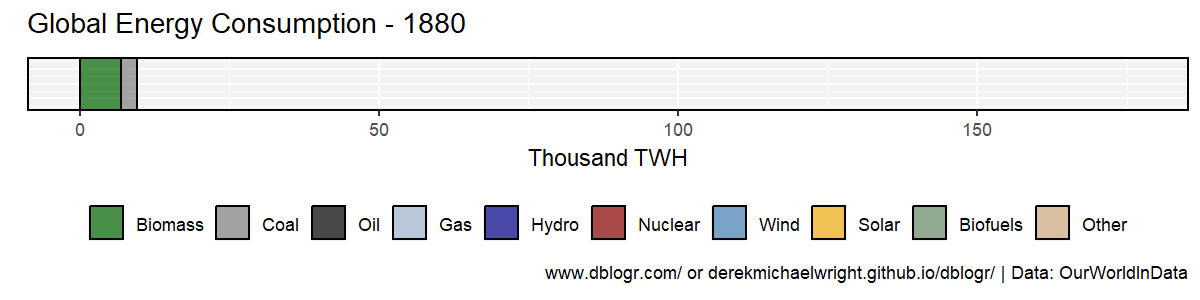 Global Energy Consumption - 1880
0 50 100 150
Thousand TWH
Biomass Coal Oil Gas Hydro Nuclear Wind Solar Biofuels Other
www.dblogr.com/ or derekmichaelwright.github.io/dblogr/ | Data: OurWorldInData